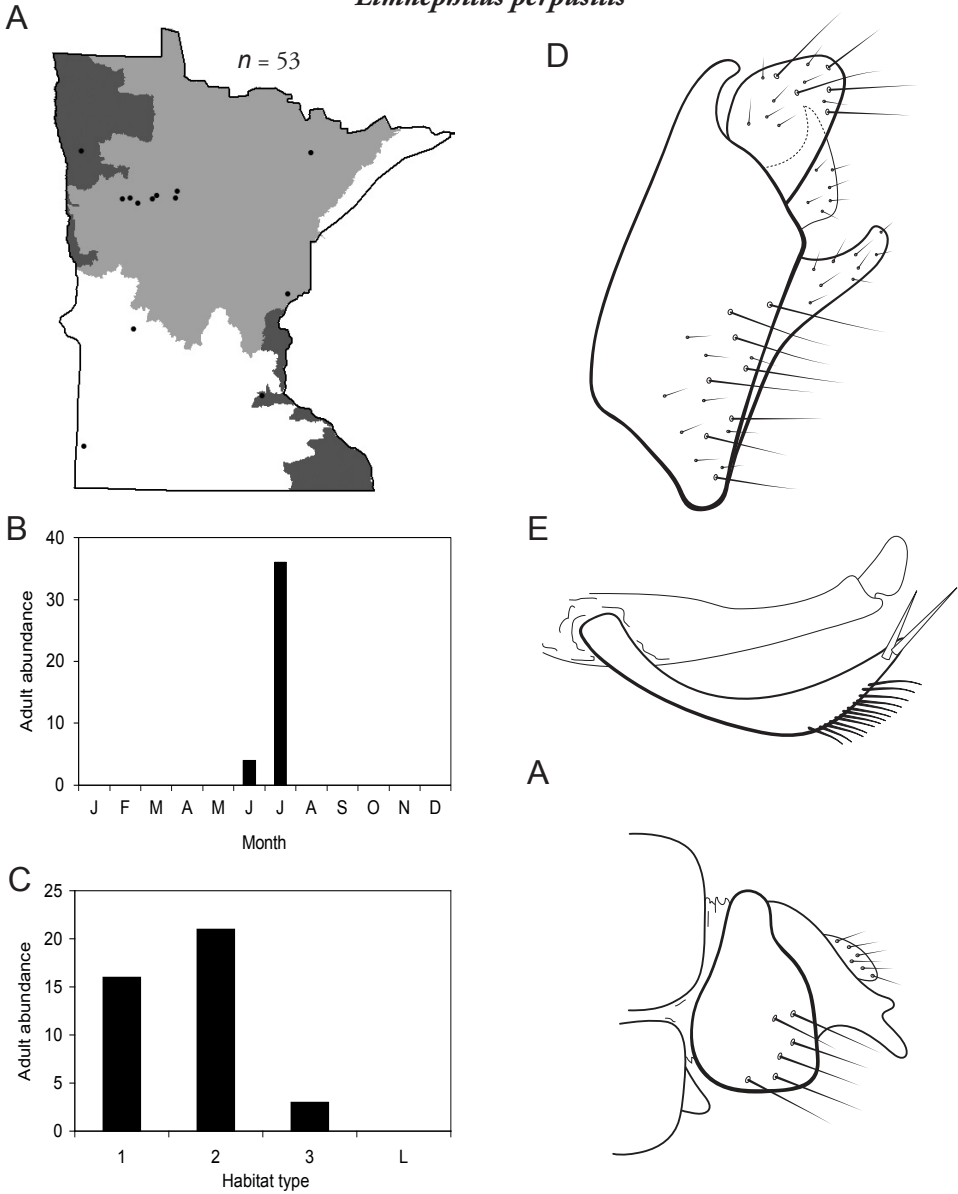 Limnephilus perpusillus
A
n = 53
D
B
40
30
20
10
0
Adult abundance
J F M A M J J A S O N D
Month
E
C
25
20
15
10
5
0
Adult abundance
1 2 3 L
Habitat type
A